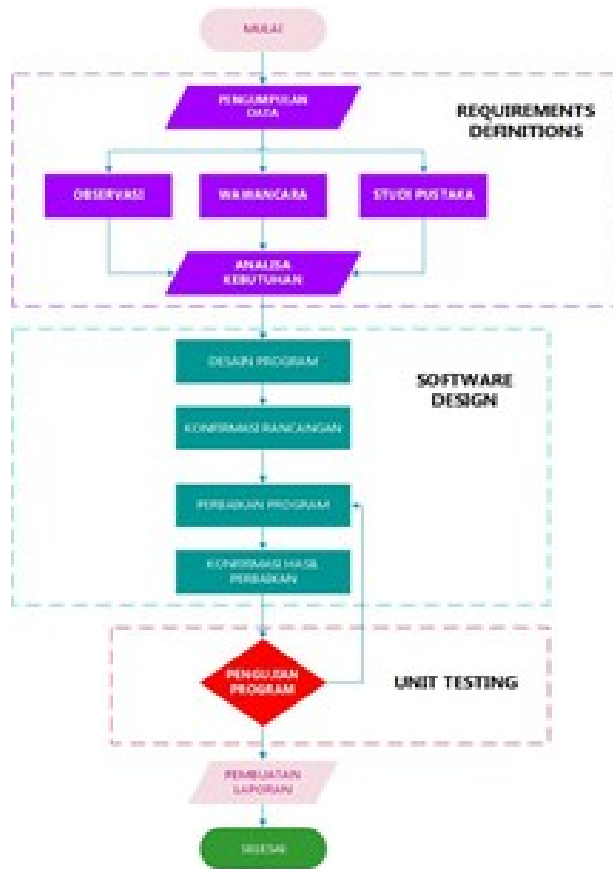 MULAI
PENGUMPULAN
DATA
REQUIREMENTS
DEFINITIONS
OBSERVASI
WAWANCARA
STUDI PUSTAKA
ANALISA
KEBUTUHAN
DESAIN PROGRAM
SOFTWARE
DESIGN
KONFIRMASI RANCANGAN
PERBAIKAN PROGRAM
KONFIRMASI HASIL
PERBAIKAN
PENGUJIAN
PROGRAM
UNIT TESTING
PEMBUATAN
LAPORAN
SELESAI